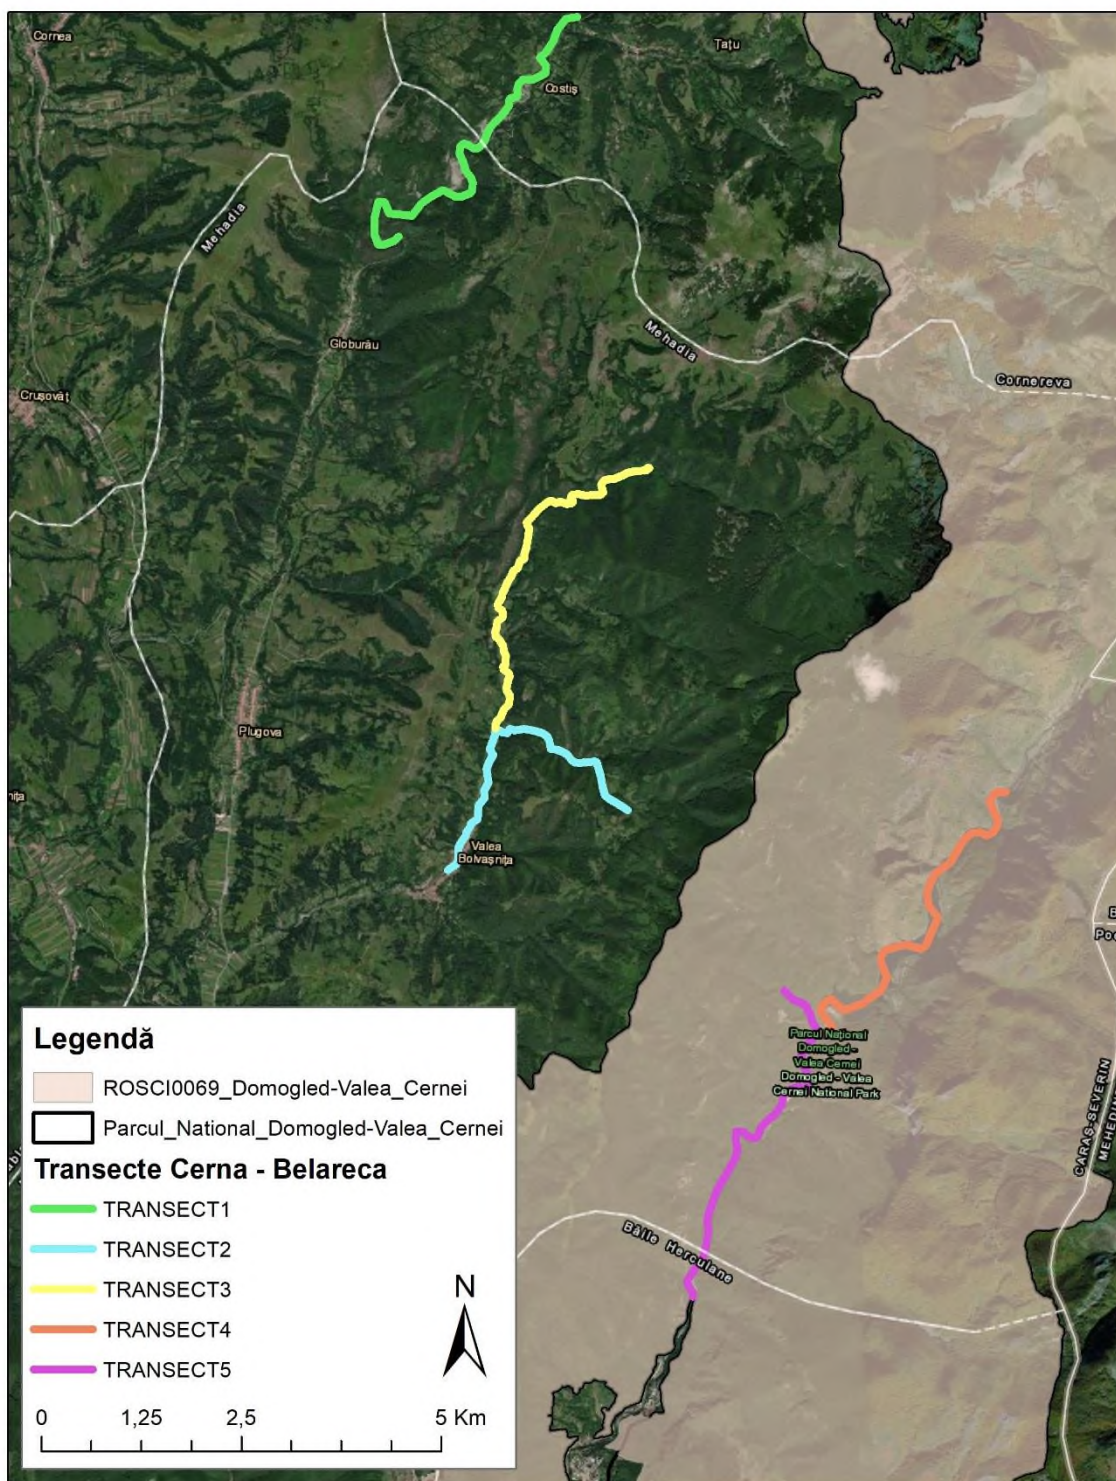 Cornea
Tațu
Costiș
Mehadia
Globurău
Mehadia
Cornereva
Crușovăț
Plugova
Valea
Bolvașnița
Parcul Național
Domogled -
Valea Cernei
Domogled - Valea
Cernei National Park
CARAȘ-SEVERIN
Băile Herculane
Legendă
ROSCI0069_Domogled-Valea_Cernei
Parcul_National_Domogled-Valea_Cernei
Transecte Cerna - Belareca
TRANSECT1
TRANSECT2
TRANSECT3
TRANSECT4
TRANSECT5
N
0 1,25 2,5 5 Km